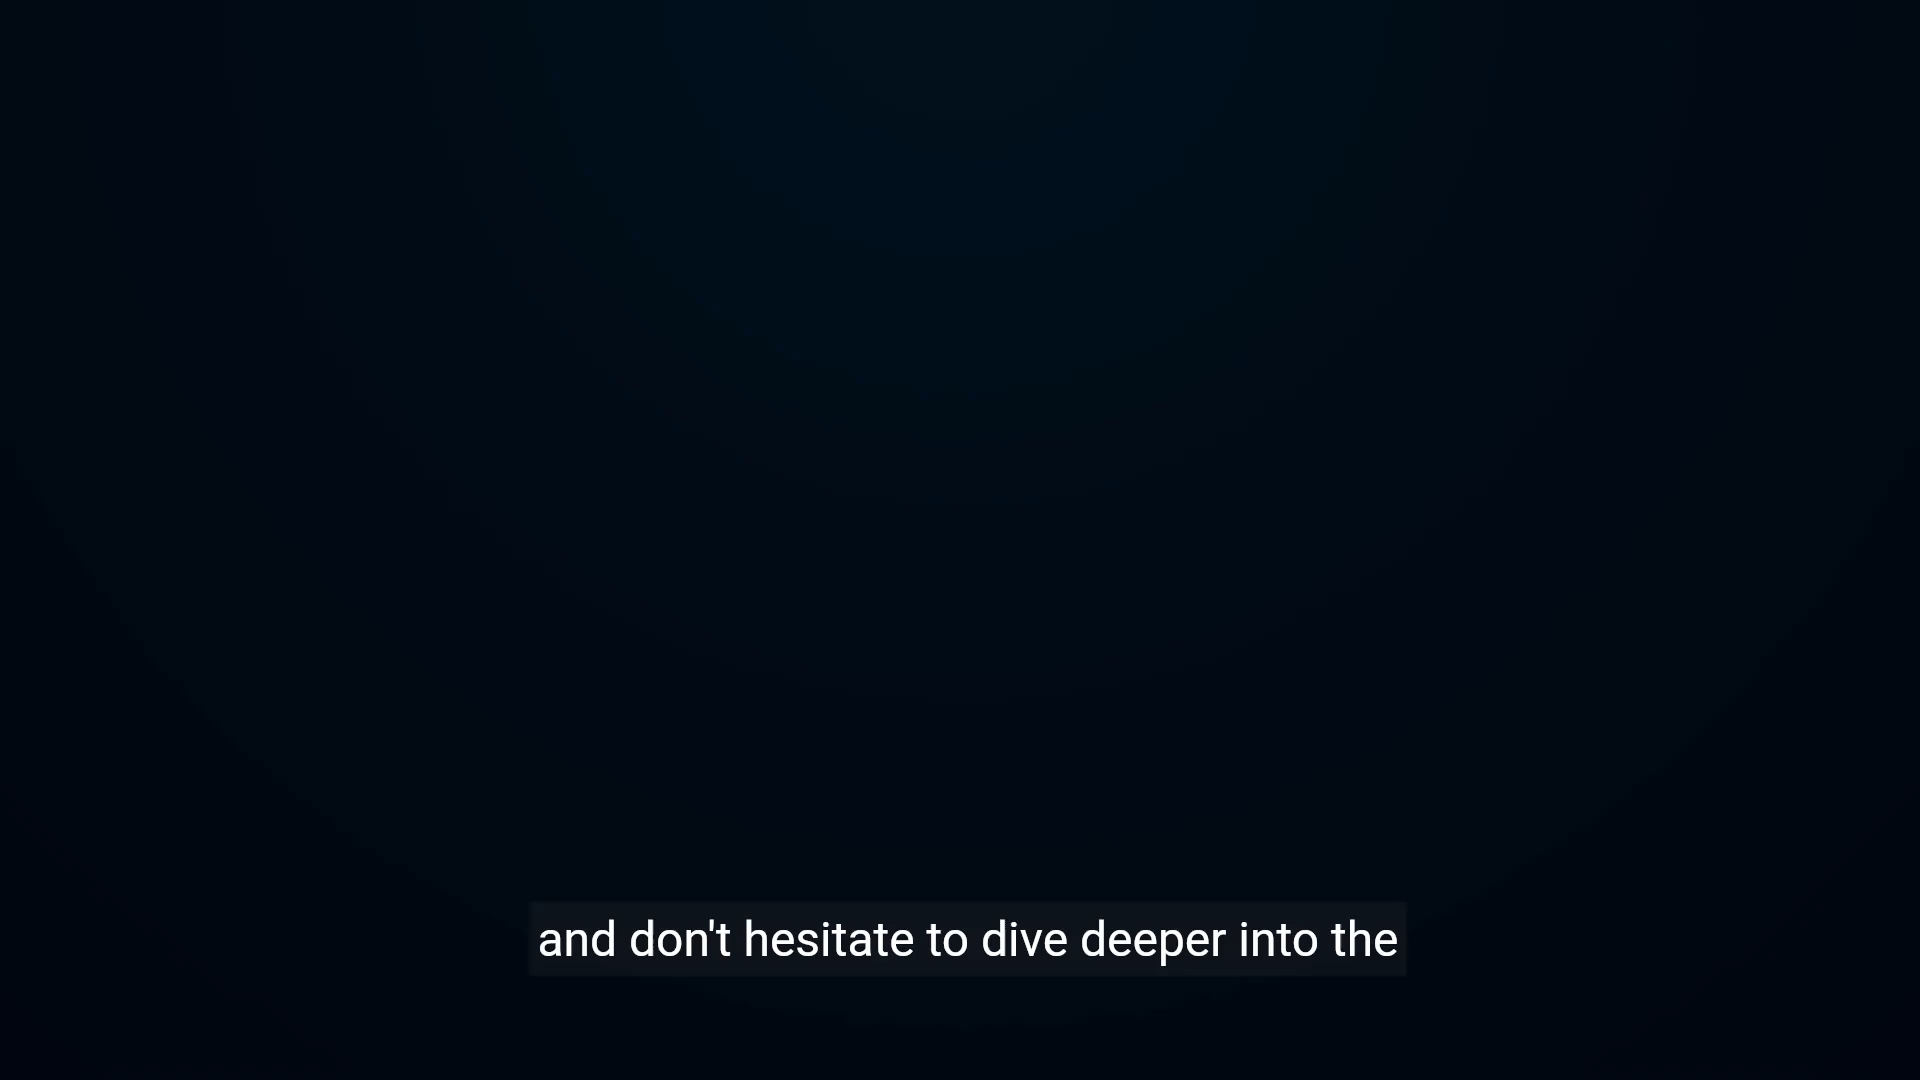 and don't hesitate to dive deeper into the